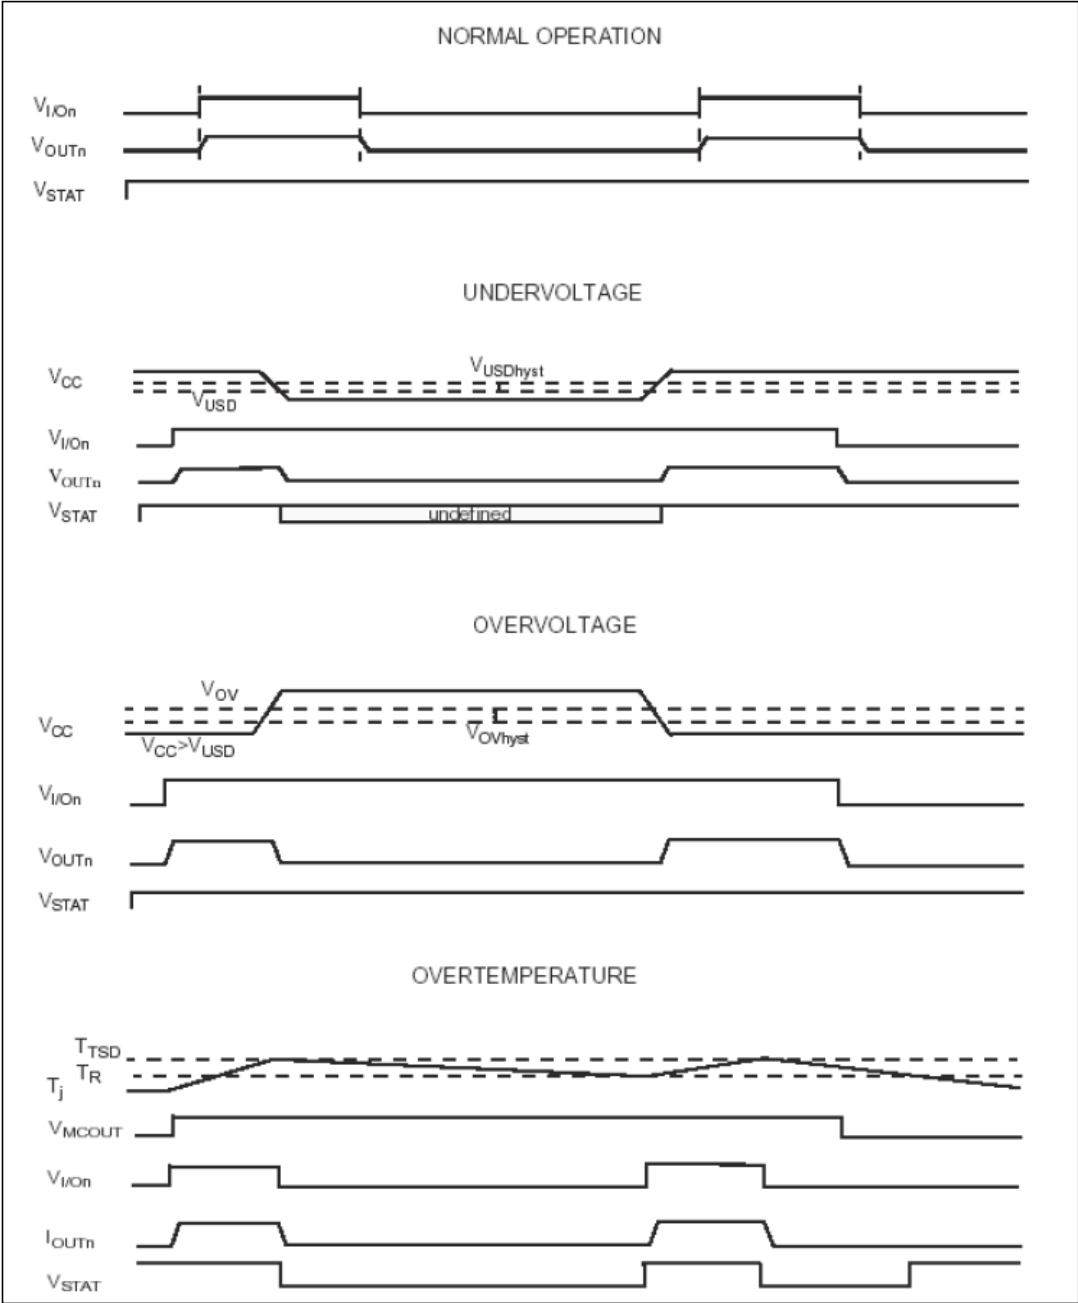 NORMAL OPERATION
VI/On
VOUTn
VSTAT
UNDERVOLTAGE
VCC
VUSDhyst
VUSD
VI/On
VOUTn
VSTAT
undefined
OVERVOLTAGE
VOV
VCC
VOVhyst
VCC>VUSD
VI/On
VOUTn
VSTAT
OVERTEMPERATURE
TTSD
TR
Tj
VMCOUT
VI/On
IOUTn
VSTAT